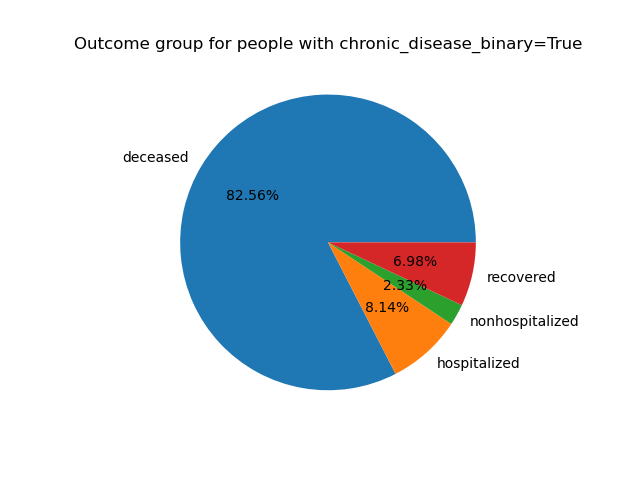 Outcome group for people with chronic_disease_binary=True
deceased
82.56%
6.98%
recovered
2.33%
nonhospitalized
8.14%
hospitalized